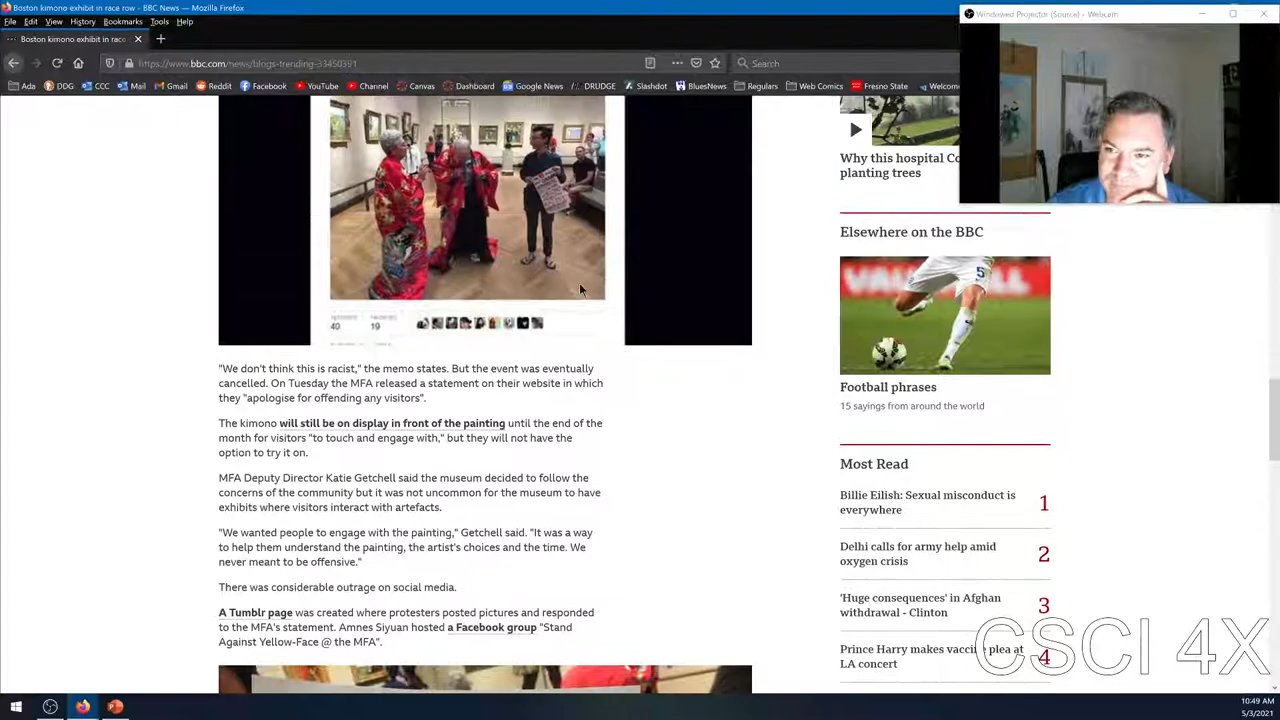 Boston kimono exhibit in race row - BBC News — Mozilla Firefox
File Edit View History Bookmarks Tools Help
Boston kimono exhibit in race
https://www.bbc.com/news/blogs-trending-33450391
Search
Ada DDG CCC Mail Gmail Reddit Facebook YouTube Channel Canvas Dashboard Google News DRUDGE Slashdot BluesNews Regulars Web Comics Fresno State Welcome
Windowed Projector (Source) - Webcam
Why this hospital
planting trees
Elsewhere on the BBC
5
Football phrases
15 sayings from around the world
40 19
"We don't think this is racist," the memo states. But the event was eventually
cancelled. On Tuesday the MFA released a statement on their website in which
they "apologise for offending any visitors".
The kimono will still be on display in front of the painting until the end of the
month for visitors "to touch and engage with," but they will not have the
option to try it on.
MFA Deputy Director Katie Getchell said the museum decided to follow the
concerns of the community but it was not uncommon for the museum to have
exhibits where visitors interact with artefacts.
"We wanted people to engage with the painting," Getchell said. "It was a way
to help them understand the painting, the artist's choices and the time. We
never meant to be offensive."
There was considerable outrage on social media.
A Tumblr page was created where protesters posted pictures and responded
to the MFA's statement. Amnes Siyuan hosted a Facebook group "Stand
Against Yellow-Face @ the MFA".
Most Read
Billie Eilish: Sexual misconduct is
everywhere
1
Delhi calls for army help amid
oxygen crisis
2
'Huge consequences' in Afghan
withdrawal - Clinton
3
Prince Harry makes vaccine plea at
LA concert
4
CSCI 4X
10:49 AM
5/3/2021